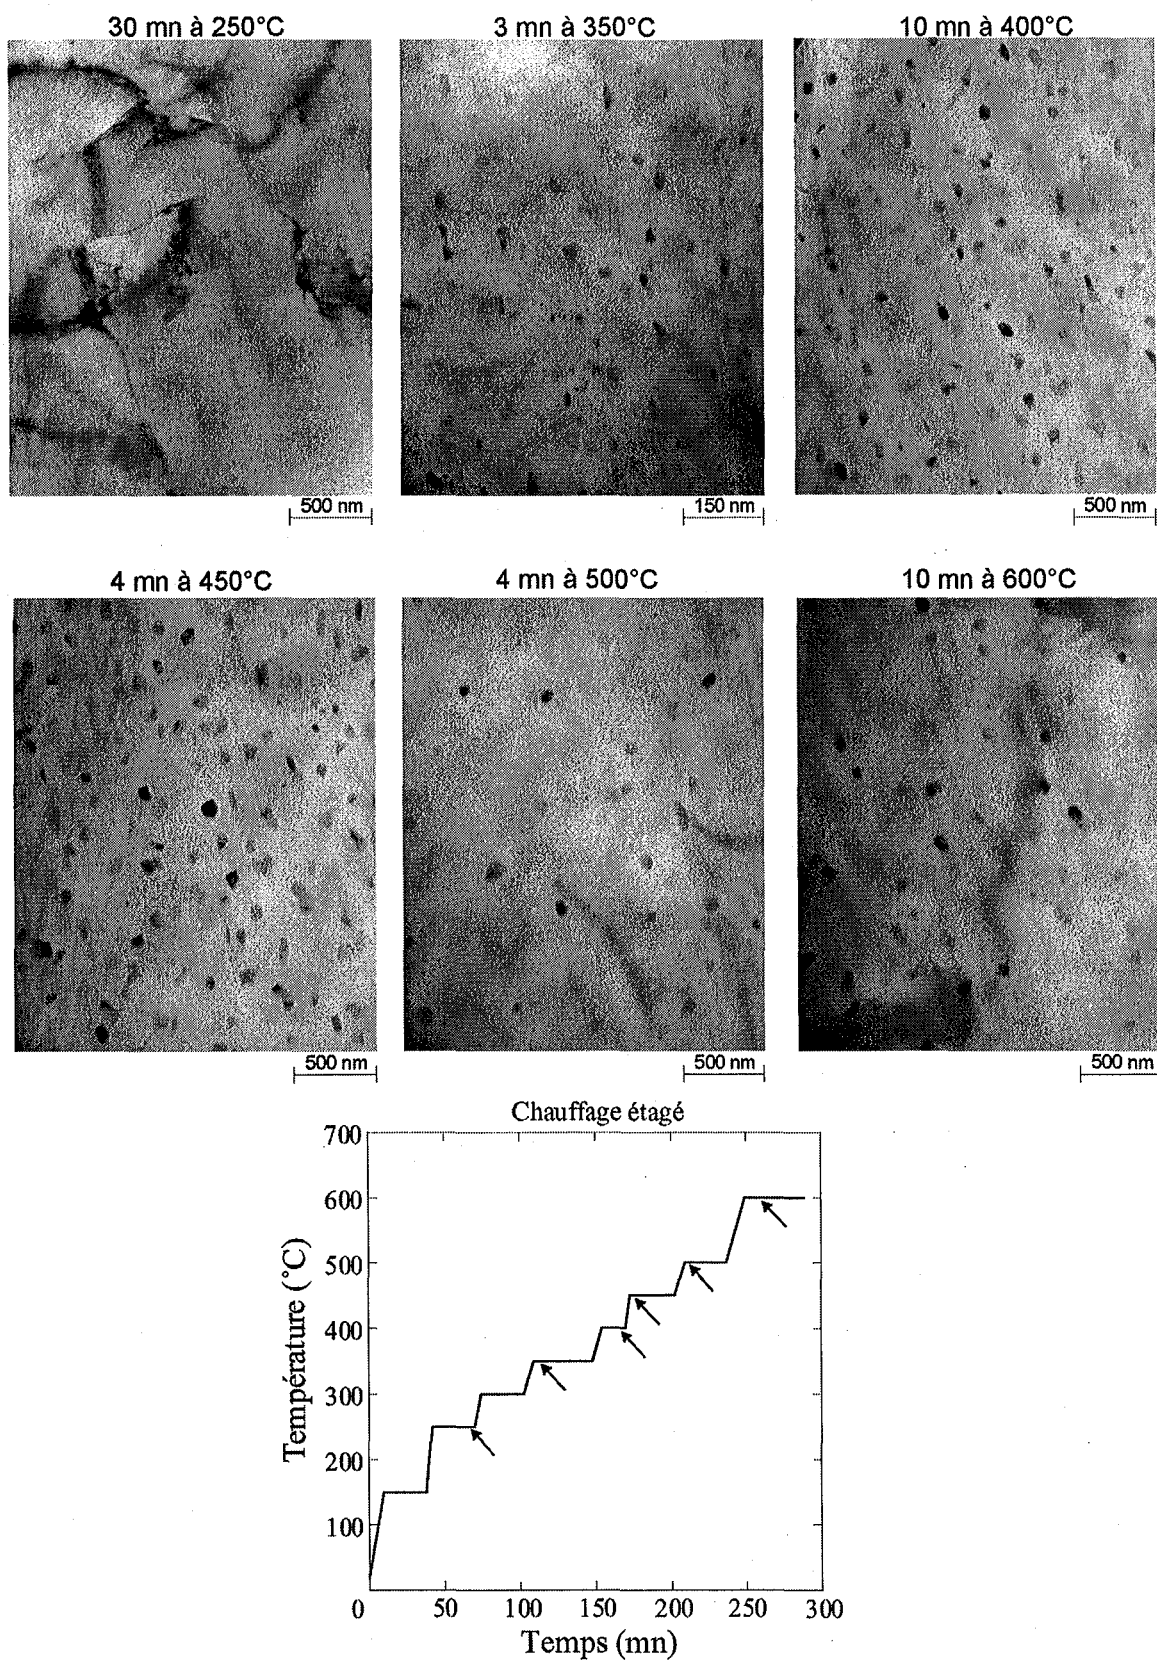 30 mn à 250°C
3 mn à 350°C
10 mn à 400°C
500 nm
150 nm
500 nm
4 mn à 450°C
4 mn à 500°C
10 mn à 600°C
500 nm
500 nm
500 nm
Chauffage étagé
700
600
500
400
300
200
100
Température (°C)
0
50
100
150
200
250
300
Temps (mn)